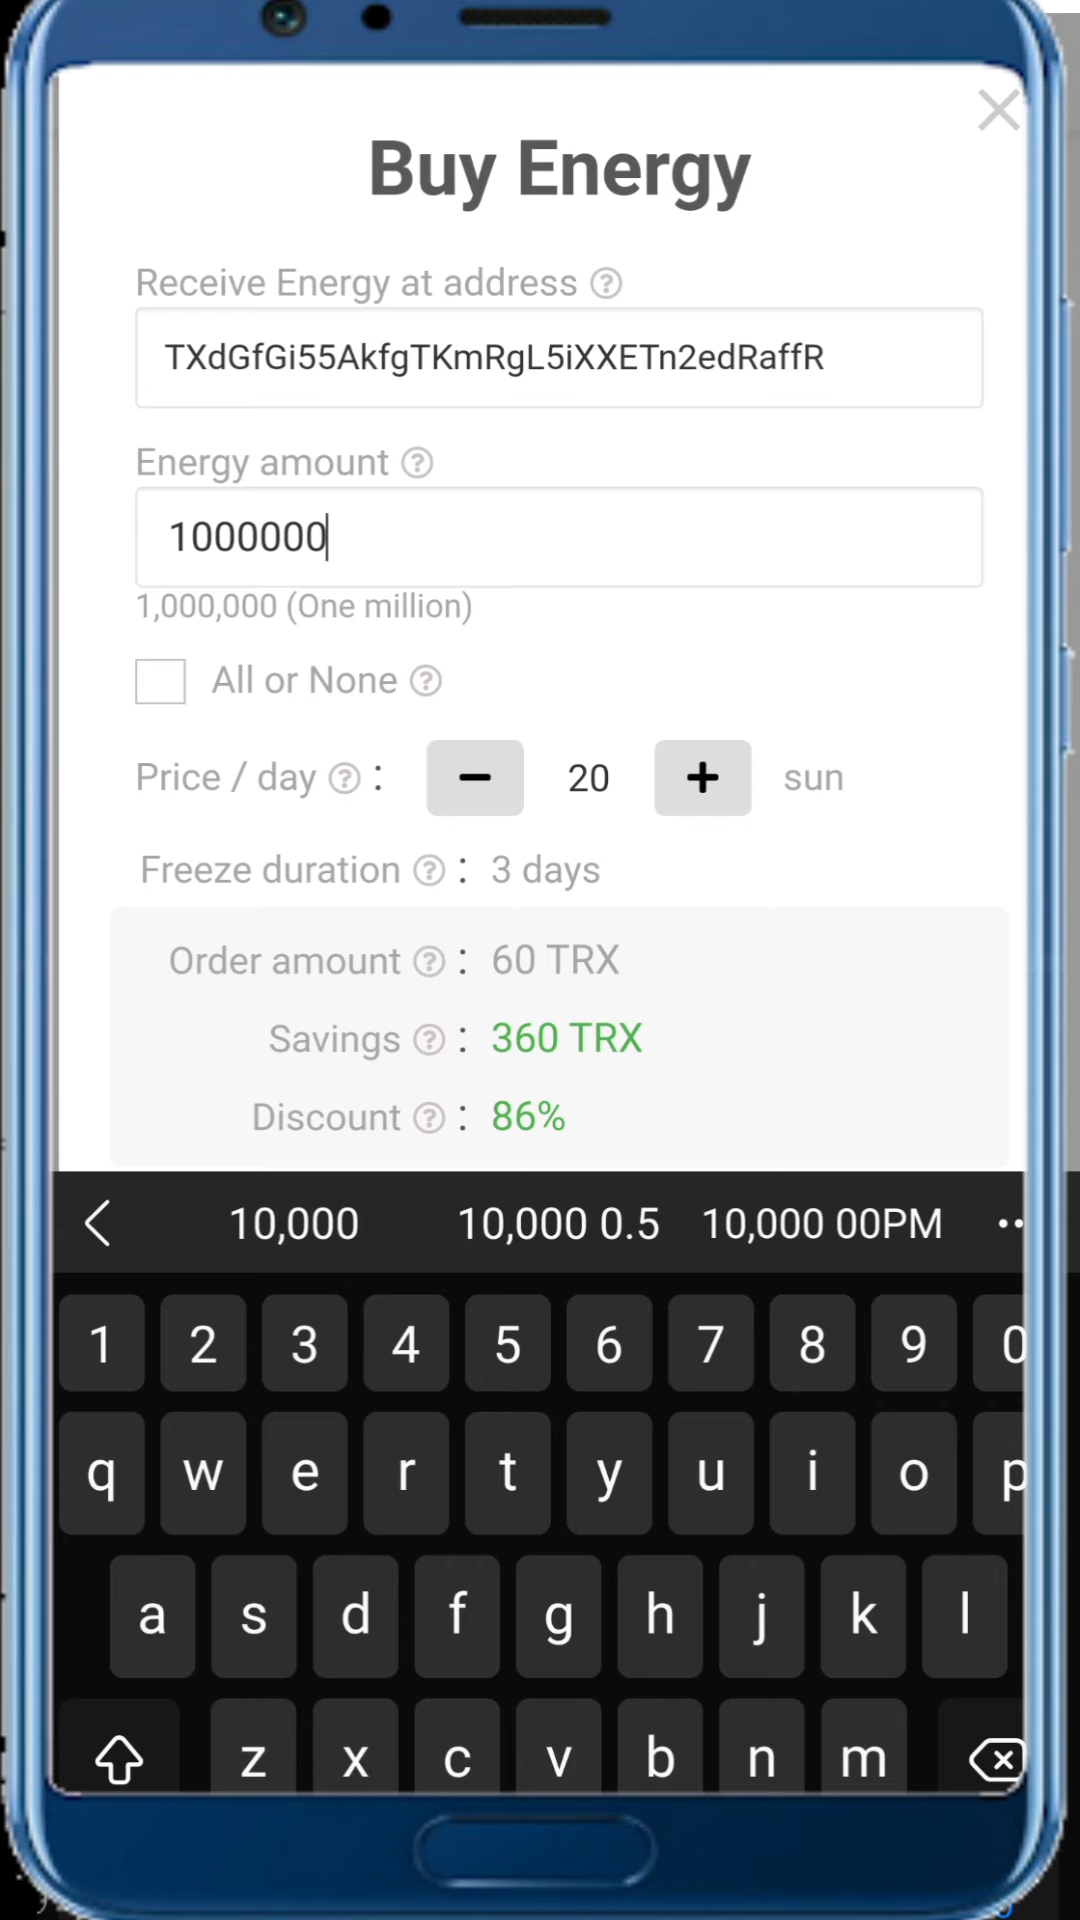 Buy Energy
Receive Energy at address ?
TXdGfGi55AkfgTKmRgL5iXXETn2edRaffR
Energy amount ?
1000000
1,000,000 (One million)
All or None ?
Price / day ? : − 20 + sun
Freeze duration ? : 3 days
Order amount ? : 60 TRX
Savings ? : 360 TRX
Discount ? : 86%
10,000 10,000 0.5 10,000 00PM
1 2 3 4 5 6 7 8 9 0
q w e r t y u i o p
a s d f g h j k l
z x c v b n m